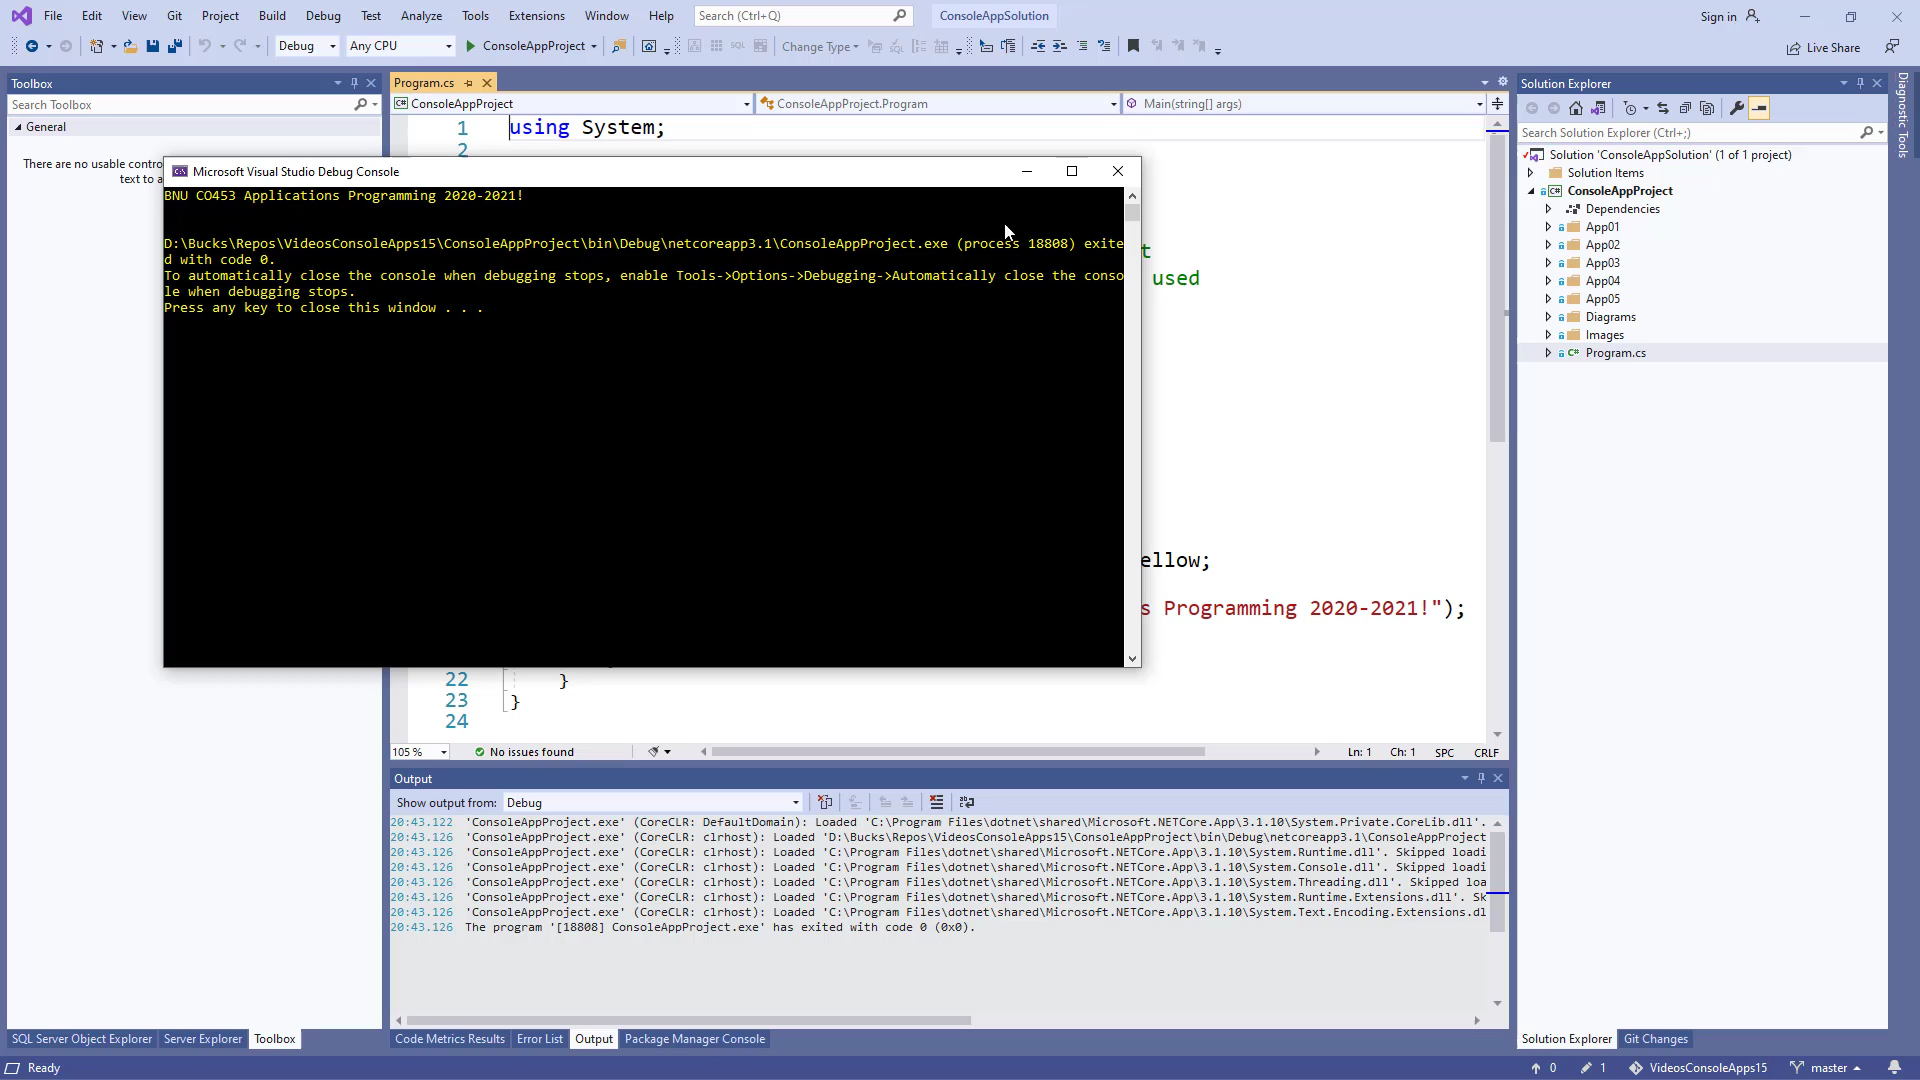 File Edit View Git Project Build Debug Test Analyze Tools Extensions Window Help Search (Ctrl+Q) ConsoleAppSolution Sign in
Debug Any CPU ConsoleAppProject Change Type Live Share
Toolbox
Search Toolbox
General
There are no usable contro
text to a
Program.cs
ConsoleAppProject ConsoleAppProject.Program Main(string[] args)
1 using System;
2
t
used
ellow;
s Programming 2020-2021!");
22 }
23 }
24
Microsoft Visual Studio Debug Console
BNU CO453 Applications Programming 2020-2021!
D:\Bucks\Repos\VideosConsoleApps15\ConsoleAppProject\bin\Debug\netcoreapp3.1\ConsoleAppProject.exe (process 18808) exite
d with code 0.
To automatically close the console when debugging stops, enable Tools->Options->Debugging->Automatically close the conso
le when debugging stops.
Press any key to close this window . . .
105 % No issues found Ln: 1 Ch: 1 SPC CRLF
Output
Show output from: Debug
20:43.122 'ConsoleAppProject.exe' (CoreCLR: DefaultDomain): Loaded 'C:\Program Files\dotnet\shared\Microsoft.NETCore.App\3.1.10\System.Private.CoreLib.dll'.
20:43.126 'ConsoleAppProject.exe' (CoreCLR: clrhost): Loaded 'D:\Bucks\Repos\VideosConsoleApps15\ConsoleAppProject\bin\Debug\netcoreapp3.1\ConsoleAppProject
20:43.126 'ConsoleAppProject.exe' (CoreCLR: clrhost): Loaded 'C:\Program Files\dotnet\shared\Microsoft.NETCore.App\3.1.10\System.Runtime.dll'. Skipped loadi
20:43.126 'ConsoleAppProject.exe' (CoreCLR: clrhost): Loaded 'C:\Program Files\dotnet\shared\Microsoft.NETCore.App\3.1.10\System.Console.dll'. Skipped loadi
20:43.126 'ConsoleAppProject.exe' (CoreCLR: clrhost): Loaded 'C:\Program Files\dotnet\shared\Microsoft.NETCore.App\3.1.10\System.Threading.dll'. Skipped loa
20:43.126 'ConsoleAppProject.exe' (CoreCLR: clrhost): Loaded 'C:\Program Files\dotnet\shared\Microsoft.NETCore.App\3.1.10\System.Runtime.Extensions.dll'. Sk
20:43.126 'ConsoleAppProject.exe' (CoreCLR: clrhost): Loaded 'C:\Program Files\dotnet\shared\Microsoft.NETCore.App\3.1.10\System.Text.Encoding.Extensions.dl
20:43.126 The program '[18808] ConsoleAppProject.exe' has exited with code 0 (0x0).
Code Metrics Results Error List Output Package Manager Console
SQL Server Object Explorer Server Explorer Toolbox
Solution Explorer
Search Solution Explorer (Ctrl+;)
Solution 'ConsoleAppSolution' (1 of 1 project)
Solution Items
ConsoleAppProject
Dependencies
App01
App02
App03
App04
App05
Diagrams
Images
C# Program.cs
Solution Explorer Git Changes
Diagnostic Tools
Ready 0 1 VideosConsoleApps15 master